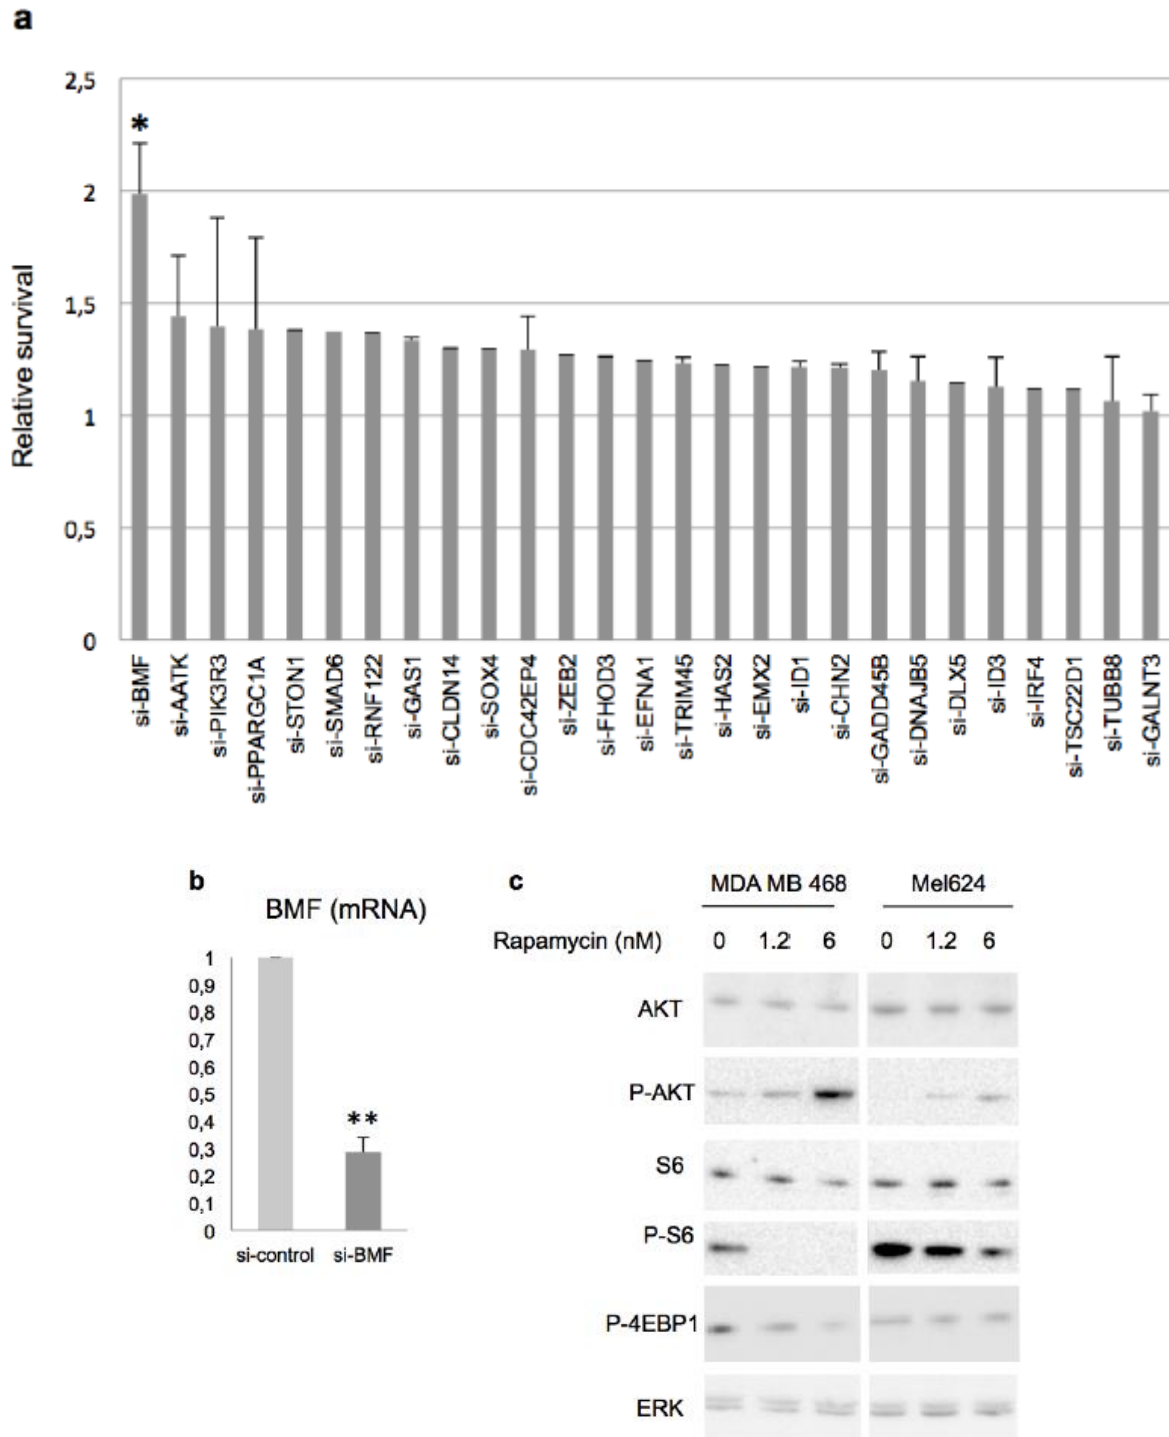 a
2,5
2
1,5
1
0,5
0
Relative survival
*
si-BMF
si-AATK
si-PIK3R3
si-PPARGC1A
si-STON1
si-SMAD6
si-RNF122
si-GAS1
si-CLDN14
si-SOX4
si-CDC42EP4
si-ZEB2
si-FHOD3
si-EFNA1
si-TRIM45
si-HAS2
si-EMX2
si-ID1
si-CHN2
si-GADD45B
si-DNAJB5
si-DLX5
si-ID3
si-IRF4
si-TSC22D1
si-TUBB8
si-GALNT3
b
BMF (mRNA)
1
0,9
0,8
0,7
0,6
0,5
0,4
0,3
0,2
0,1
0
**
si-control si-BMF
c
MDA MB 468 Mel624
Rapamycin (nM) 0 1.2 6 0 1.2 6
AKT
P-AKT
S6
P-S6
P-4EBP1
ERK